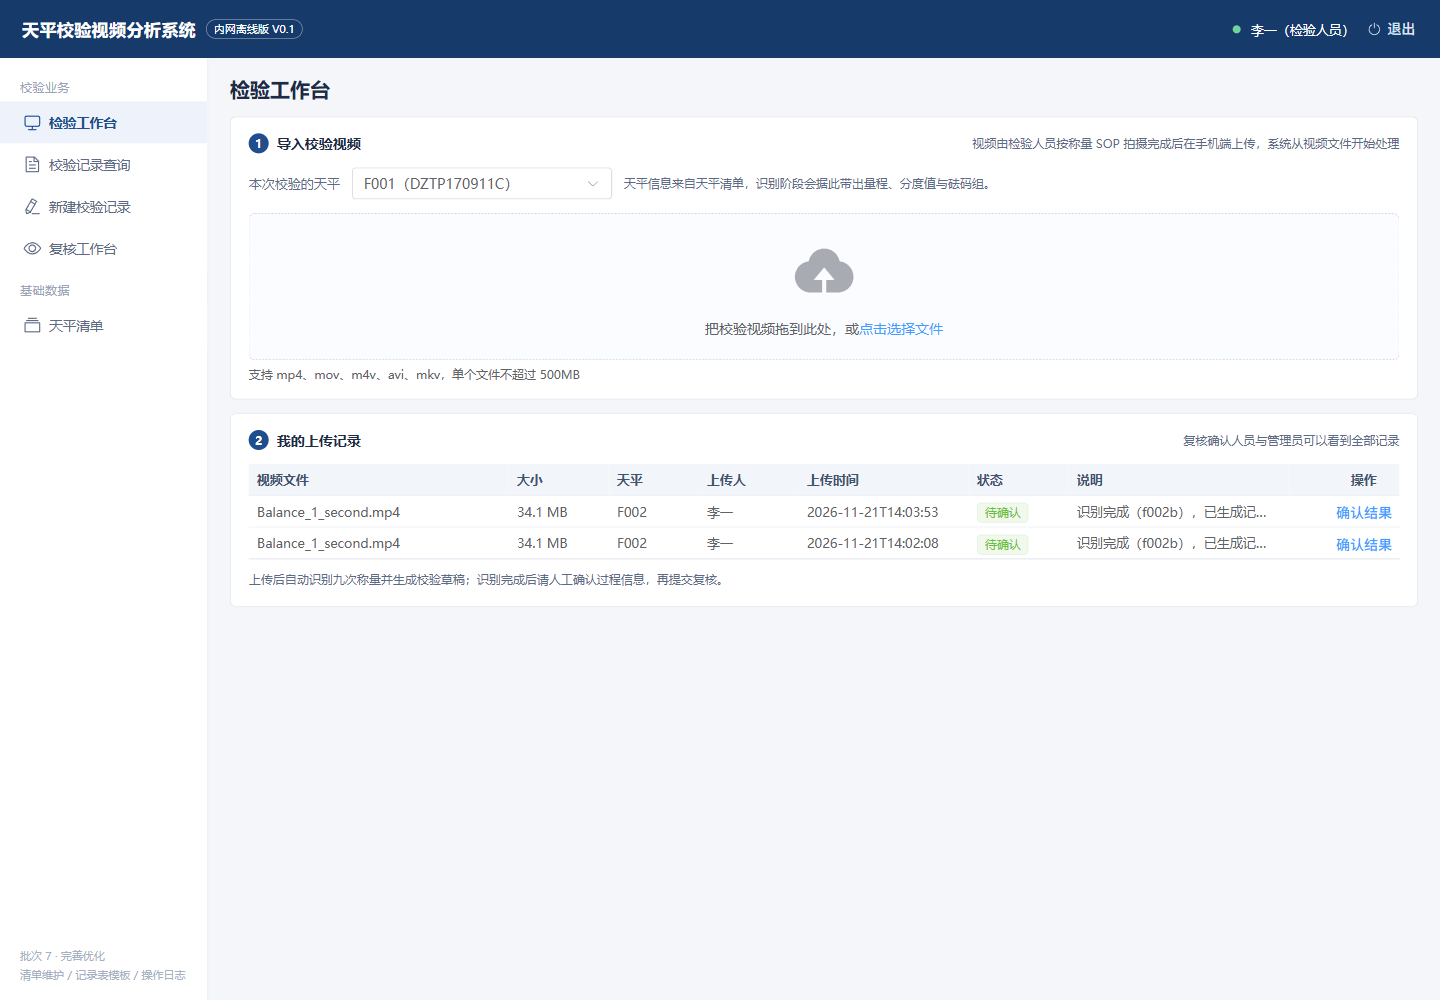 天平校验视频分析系统 内网离线版 V0.1
李一（检验人员） 退出
校验业务
检验工作台
校验记录查询
新建校验记录
复核工作台
基础数据
天平清单
批次 7 · 完善优化
清单维护 / 记录表模板 / 操作日志
检验工作台
1 导入校验视频 视频由检验人员按称量 SOP 拍摄完成后在手机端上传，系统从视频文件开始处理
本次校验的天平 F001（DZTP170911C） 天平信息来自天平清单，识别阶段会据此带出量程、分度值与砝码组。
把校验视频拖到此处，或点击选择文件
支持 mp4、mov、m4v、avi、mkv，单个文件不超过 500MB
2 我的上传记录 复核确认人员与管理员可以看到全部记录
视频文件 大小 天平 上传人 上传时间 状态 说明 操作
Balance_1_second.mp4 34.1 MB F002 李一 2026-11-21T14:03:53 待确认 识别完成（f002b），已生成记... 确认结果
Balance_1_second.mp4 34.1 MB F002 李一 2026-11-21T14:02:08 待确认 识别完成（f002b），已生成记... 确认结果
上传后自动识别九次称量并生成校验草稿；识别完成后请人工确认过程信息，再提交复核。